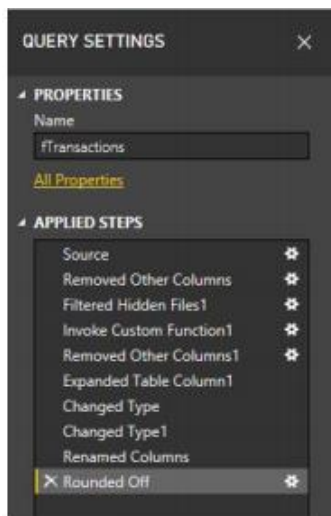 QUERY SETTINGS
PROPERTIES
Name
fTransactions
All Properties
APPLIED STEPS
Source
Removed Other Columns
Filtered Hidden Files1
Invoke Custom Function1
Removed Other Columns1
Expanded Table Column1
Changed Type
Changed Type1
Renamed Columns
Rounded Off